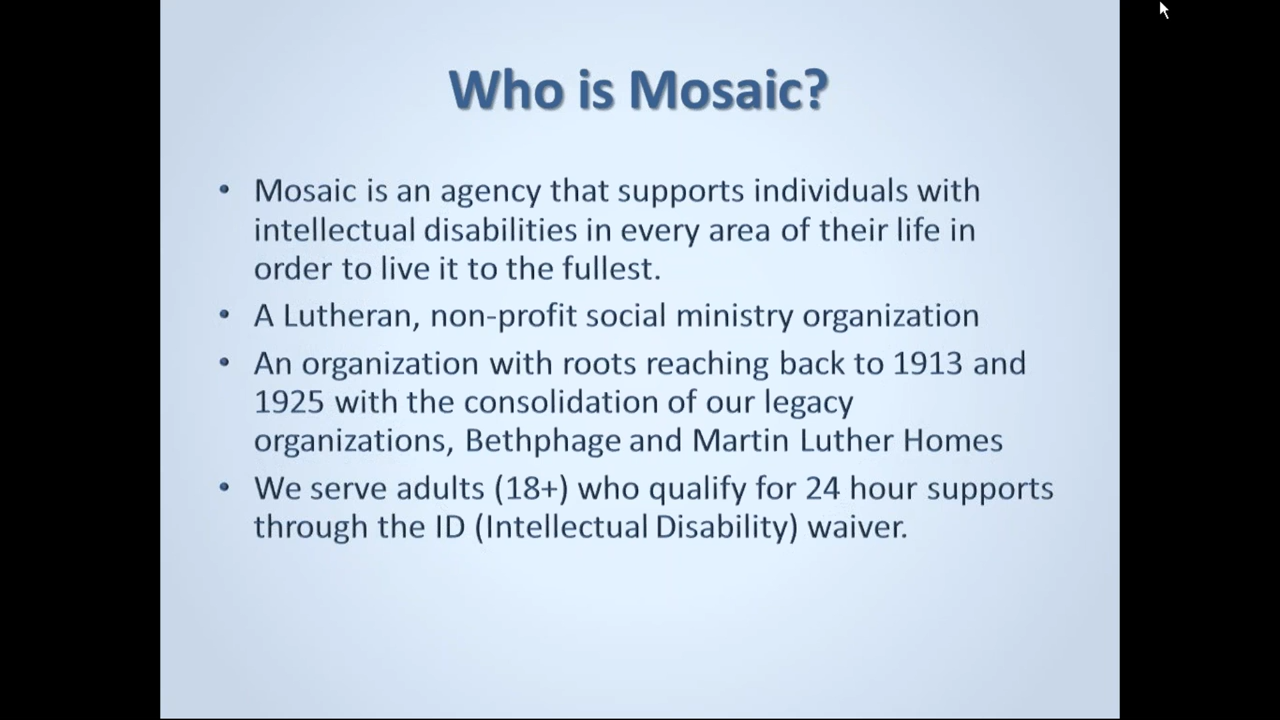 Who is Mosaic?
• Mosaic is an agency that supports individuals with
intellectual disabilities in every area of their life in
order to live it to the fullest.
• A Lutheran, non-profit social ministry organization
• An organization with roots reaching back to 1913 and
1925 with the consolidation of our legacy
organizations, Bethphage and Martin Luther Homes
• We serve adults (18+) who qualify for 24 hour supports
through the ID (Intellectual Disability) waiver.